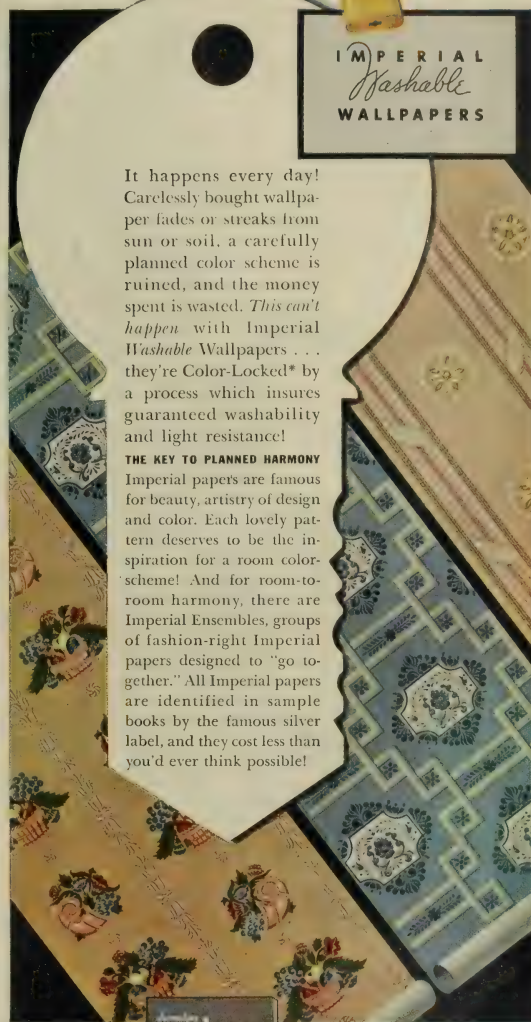 IMPERIAL
Washable
WALLPAPERS
It happens every day!
Carelessly bought wallpa-
per fades or streaks from
sun or soil, a carefully
planned color scheme is
ruined, and the money
spent is wasted. This can't
happen with Imperial
Washable Wallpapers . . .
they're Color-Locked* by
a process which insures
guaranteed washability
and light resistance!
THE KEY TO PLANNED HARMONY
Imperial papers are famous
for beauty, artistry of design
and color. Each lovely pat-
tern deserves to be the in-
spiration for a room color-
scheme! And for room-to-
room harmony, there are
Imperial Ensembles, groups
of fashion-right Imperial
papers designed to "go to-
gether." All Imperial papers
are identified in sample
books by the famous silver
label, and they cost less than
you'd ever think possible!